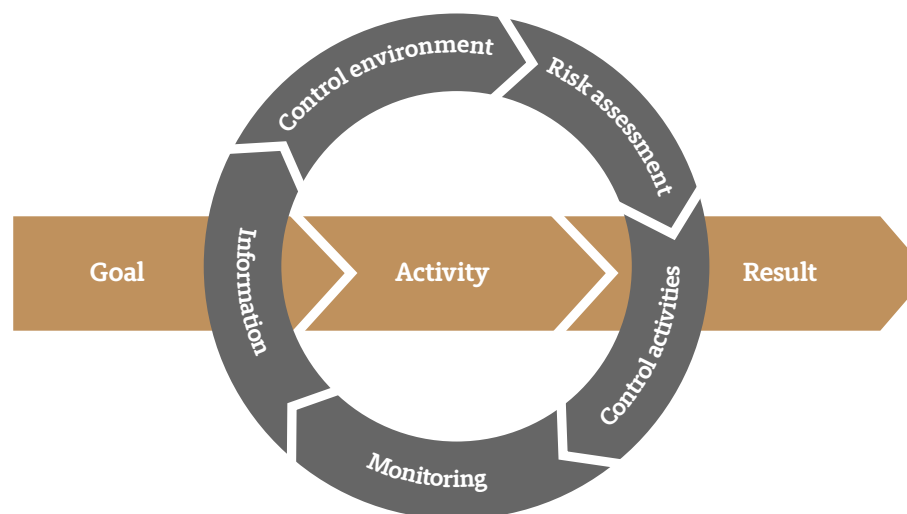 Control environment
Risk assessment
Goal
Information
Activity
Control activities
Result
Monitoring